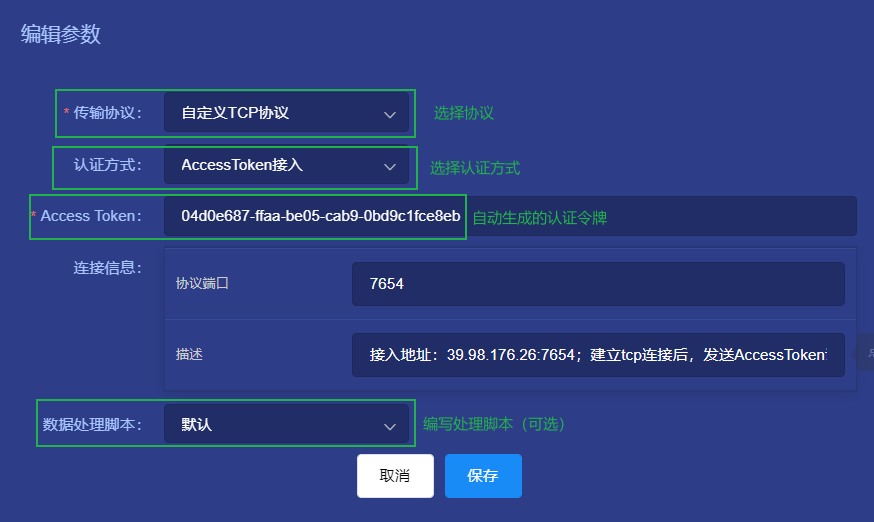 编辑参数
* 传输协议： 自定义TCP协议 选择协议
认证方式： AccessToken接入 选择认证方式
* Access Token： 04d0e687-ffaa-be05-cab9-0bd9c1fce8eb 自动生成的认证令牌
连接信息： 协议端口 7654
描述 接入地址：39.98.176.26:7654；建立tcp连接后，发送AccessToken
数据处理脚本： 默认 编写处理脚本（可选）
取消 保存